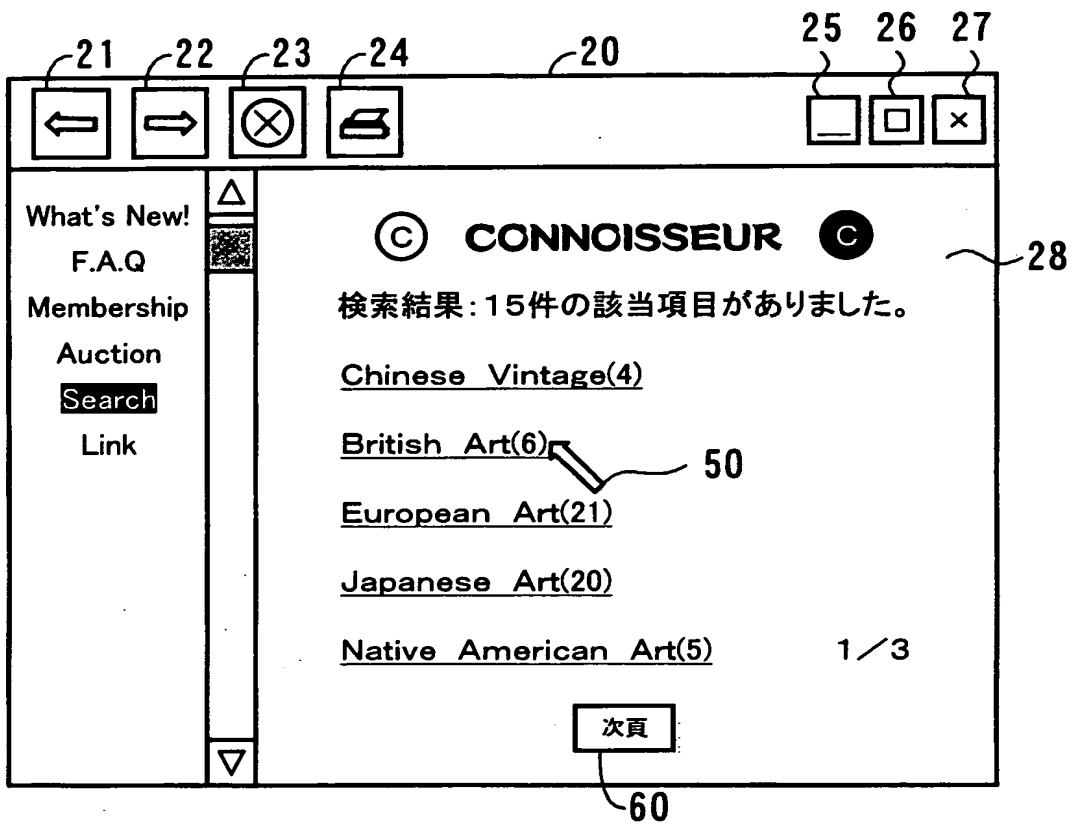 21 22 23 24 20 25 26 27
What's New!
F.A.Q
Membership
Auction
Search
Link
C CONNOISSEUR C
28
検索結果:15件の該当項目がありました。
Chinese Vintage(4)
British Art(6)
50
European Art(21)
Japanese Art(20)
Native American Art(5) 1/3
次頁
60